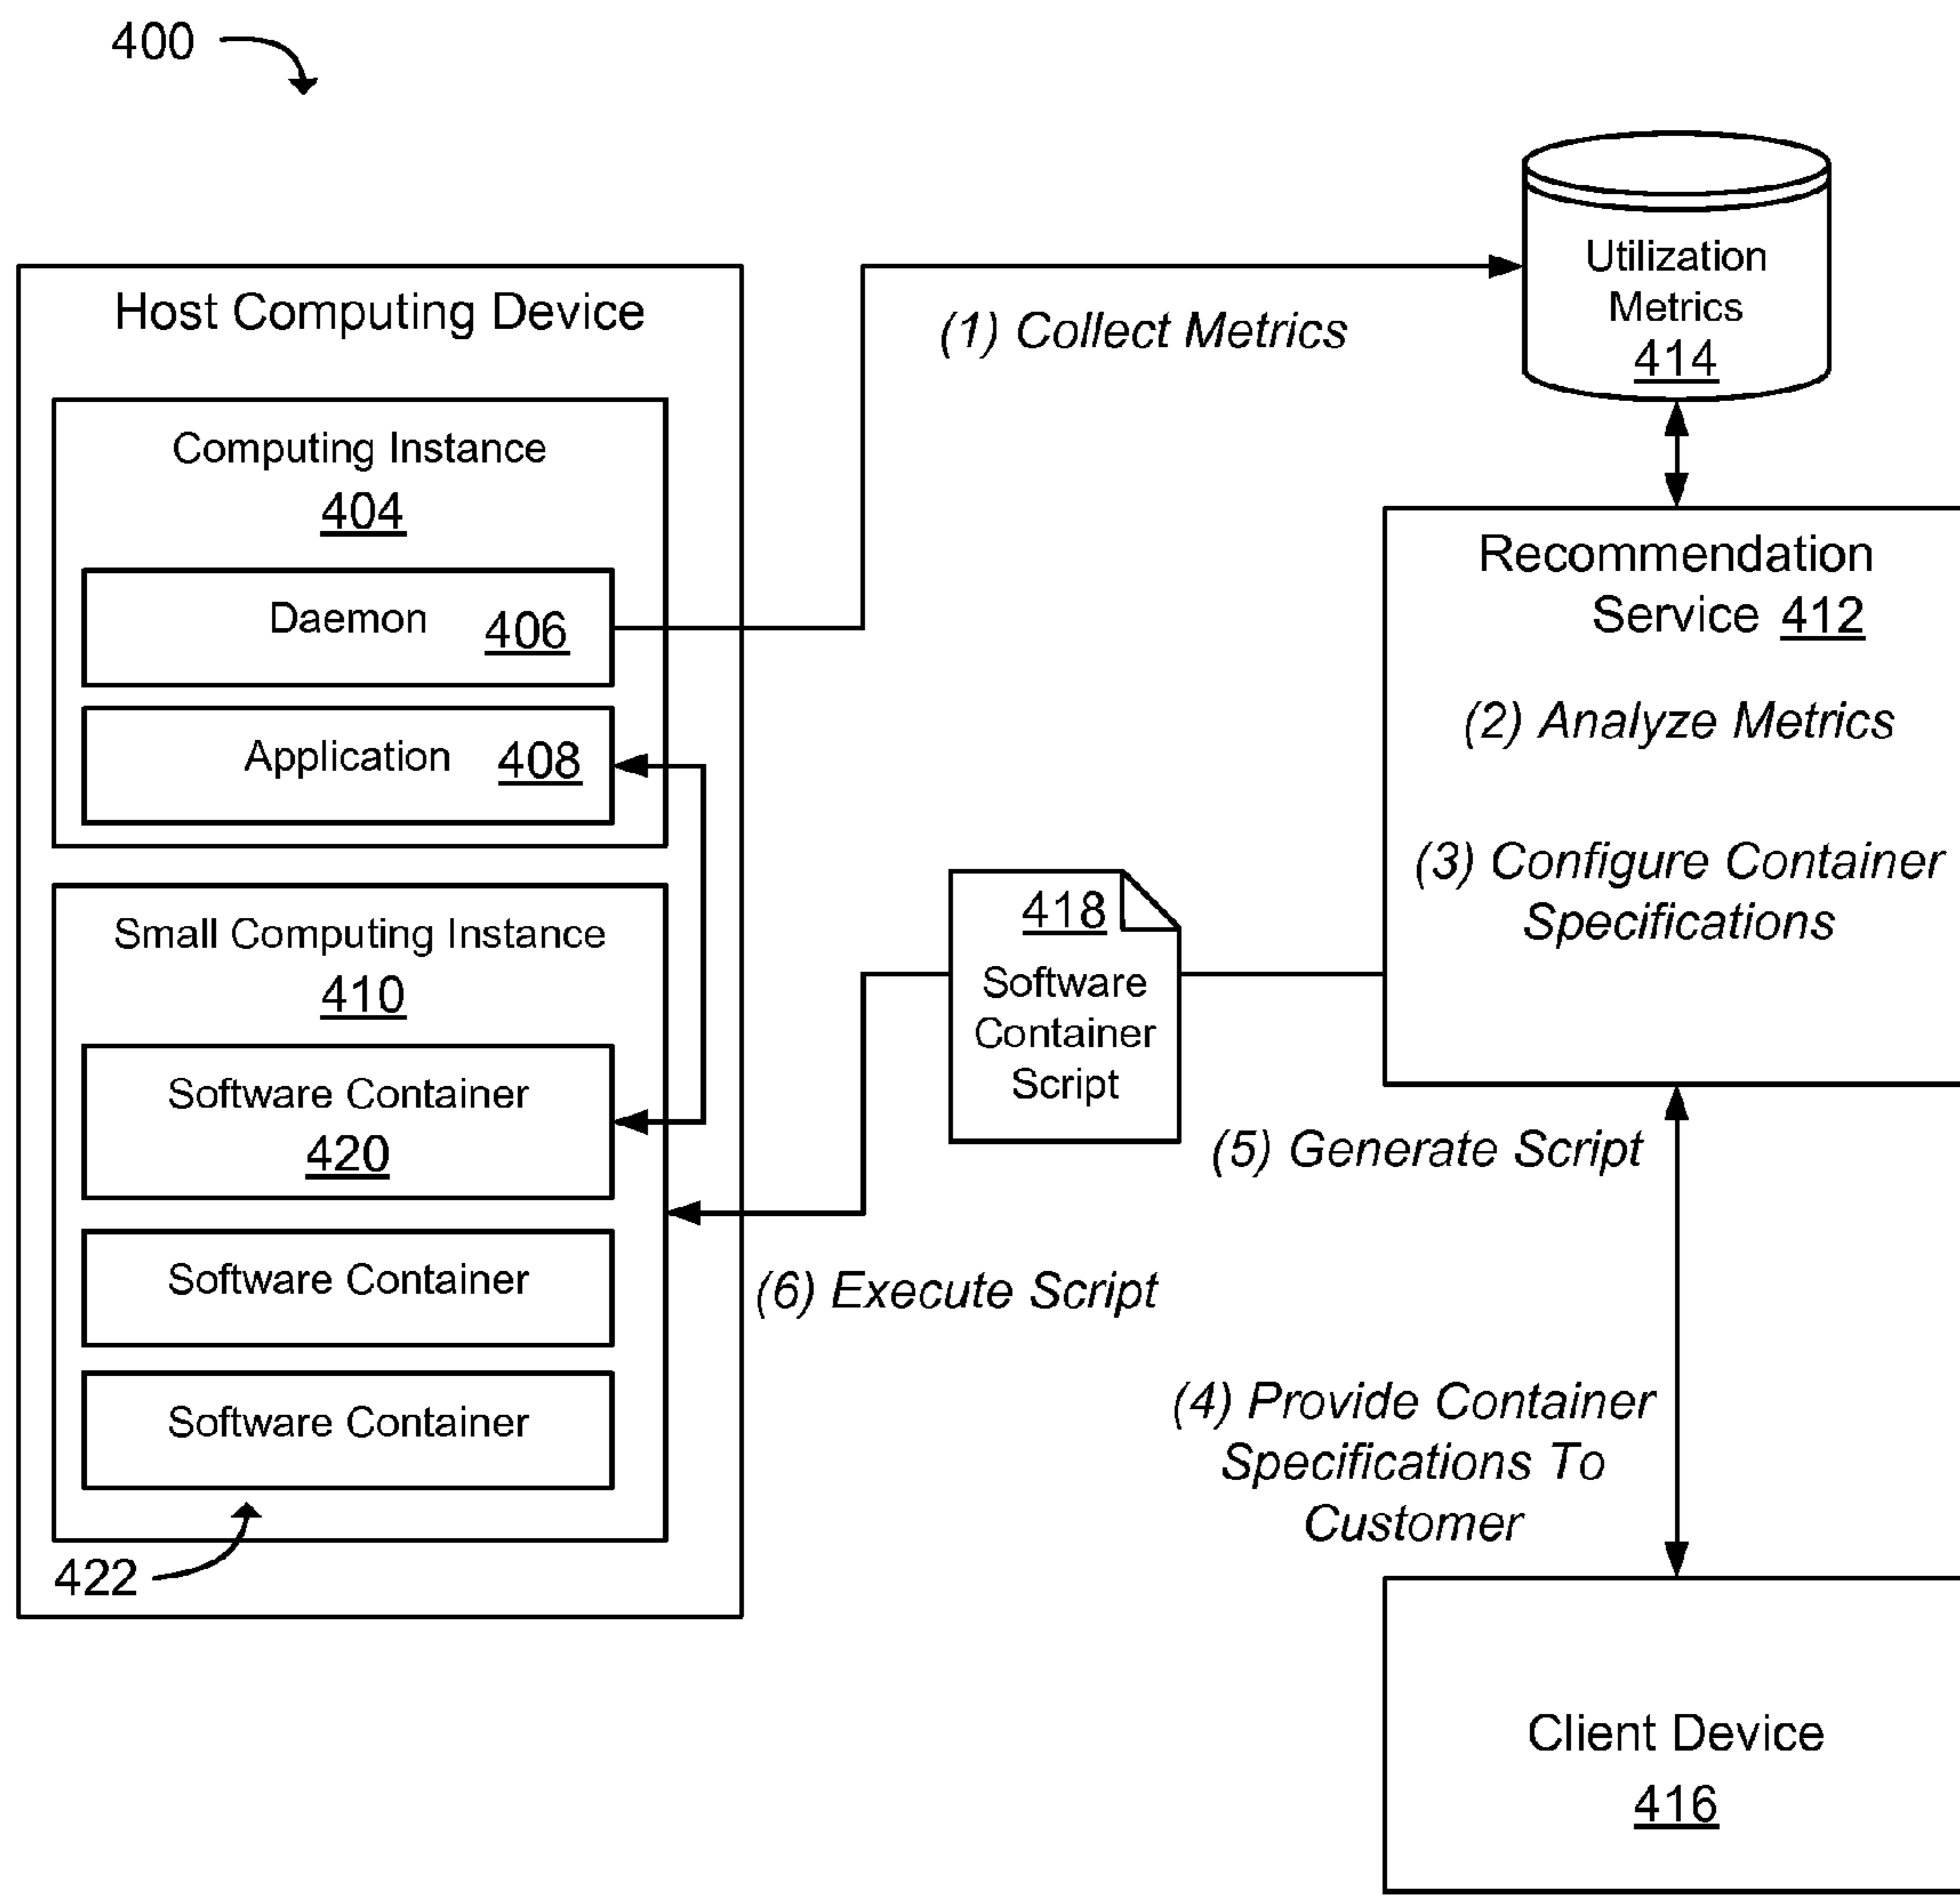 400
Host Computing Device
Computing Instance
404
Daemon 406
Application 408
Small Computing Instance
410
Software Container
420
Software Container
Software Container
422
(1) Collect Metrics
Utilization
Metrics
414
Recommendation
Service 412
(2) Analyze Metrics
(3) Configure Container
Specifications
418
Software
Container
Script
(5) Generate Script
(6) Execute Script
(4) Provide Container
Specifications To
Customer
Client Device
416